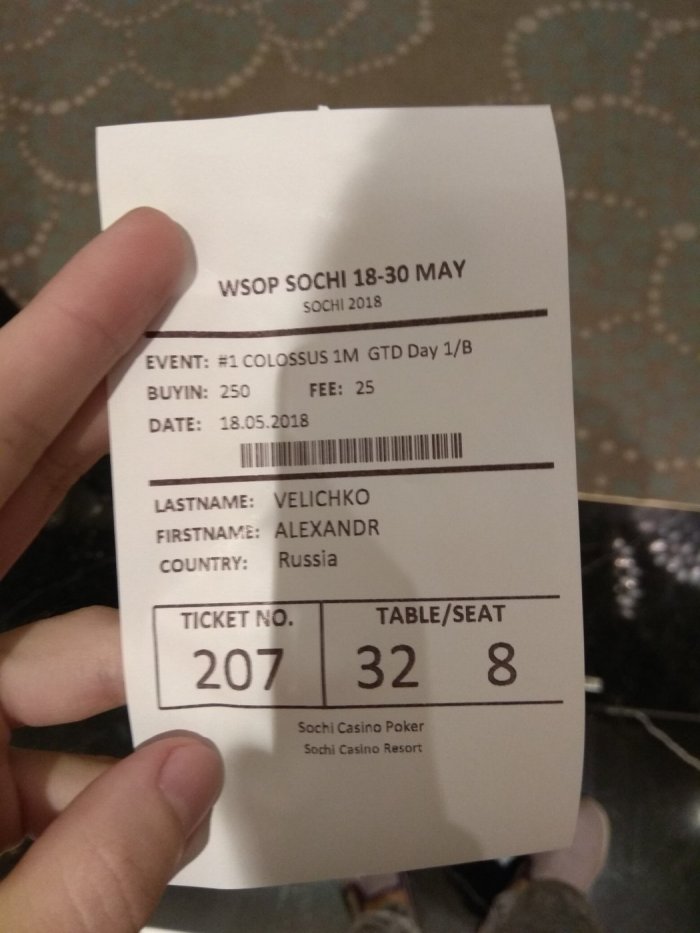 WSOP SOCHI 18-30 MAY
SOCHI 2018
EVENT: #1 COLOSSUS 1M GTD Day 1/B
BUYIN: 250 FEE: 25
DATE: 18.05.2018
LASTNAME: VELICHKO
FIRSTNAME: ALEXANDR
COUNTRY: Russia
TICKET NO. TABLE/SEAT
207 32 8
Sochi Casino Poker
Sochi Casino Resort